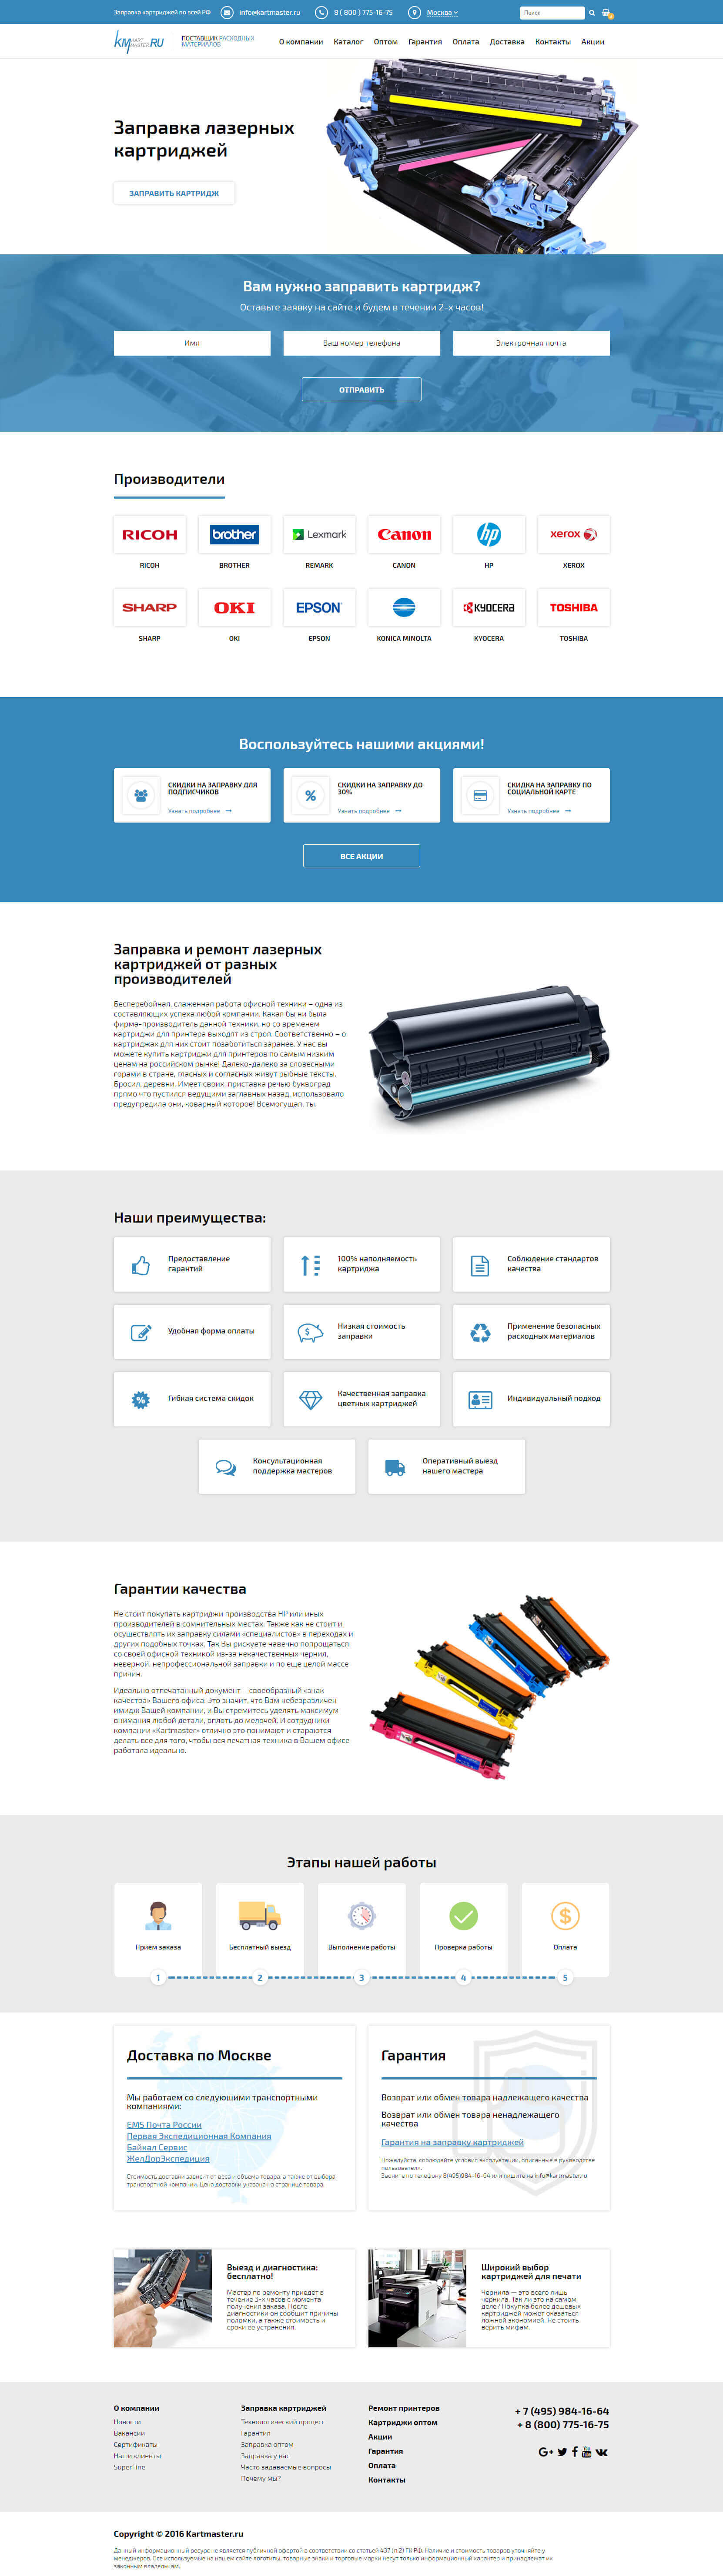 Заправка картриджей по всей РФ
info@kartmaster.ru
8 ( 800 ) 775-16-75
Москва
Поиск
км KART MASTER .RU
ПОСТАВЩИК РАСХОДНЫХ
МАТЕРИАЛОВ
О компании Каталог Оптом Гарантия Оплата Доставка Контакты Акции
Заправка лазерных
картриджей
ЗАПРАВИТЬ КАРТРИДЖ
Вам нужно заправить картридж?
Оставьте заявку на сайте и будем в течении 2-х часов!
Имя
Ваш номер телефона
Электронная почта
ОТПРАВИТЬ
Производители
RICOH brother Lexmark Canon hp xerox
RICOH BROTHER REMARK CANON HP XEROX
SHARP OKI EPSON KYOCERA TOSHIBA
SHARP OKI EPSON KONICA MINOLTA KYOCERA TOSHIBA
Воспользуйтесь нашими акциями!
СКИДКИ НА ЗАПРАВКУ ДЛЯ
ПОДПИСЧИКОВ
Узнать подробнее
СКИДКИ НА ЗАПРАВКУ ДО
30%
Узнать подробнее
СКИДКА НА ЗАПРАВКУ ПО
СОЦИАЛЬНОЙ КАРТЕ
Узнать подробнее
ВСЕ АКЦИИ
Заправка и ремонт лазерных
картриджей от разных
производителей
Бесперебойная, слаженная работа офисной техники – одна из
составляющих успеха любой компании. Какая бы ни была
фирма-производитель данной техники, но со временем
картриджи для принтера выходят из строя. Соответственно – о
картриджах для них стоит позаботиться заранее. У нас вы
можете купить картриджи для принтеров по самым низким
ценам на российском рынке! Далеко-далеко за словесными
горами в стране, гласных и согласных живут рыбные тексты.
Бросил, деревни. Имеет своих, приставка речью буквоград
прямо что пустился ведущими заглавных назад, использовало
предупредила они, коварный которое! Всемогущая, ты.
Наши преимущества:
Предоставление
гарантий
100% наполняемость
картриджа
Соблюдение стандартов
качества
Удобная форма оплаты
Низкая стоимость
заправки
Применение безопасных
расходных материалов
Гибкая система скидок
Качественная заправка
цветных картриджей
Индивидуальный подход
Консультационная
поддержка мастеров
Оперативный выезд
нашего мастера
Гарантии качества
Не стоит покупать картриджи производства HP или иных
производителей в сомнительных местах. Также как не стоит и
осуществлять их заправку силами «специалистов» в переходах и
других подобных точках. Так Вы рискуете навечно попрощаться
со своей офисной техникой из-за некачественных чернил,
неверной, непрофессиональной заправки и по еще целой массе
причин.
Идеально отпечатанный документ – своеобразный «знак
качества» Вашего офиса. Это значит, что Вам небезразличен
имидж Вашей компании, и Вы стремитесь уделять максимум
внимания любой детали, вплоть до мелочей. И сотрудники
компании «Kartmaster» отлично это понимают и стараются
делать все для того, чтобы вся печатная техника в Вашем офисе
работала идеально.
Этапы нашей работы
Приём заказа
Бесплатный выезд
Выполнение работы
Проверка работы
Оплата
1 2 3 4 5
Доставка по Москве
Мы работаем со следующими транспортными
компаниями:
EMS Почта России
Первая Экспедиционная Компания
Байкал Сервис
ЖелДорЭкспедиция
Стоимость доставки зависит от веса и объема товара, а также от выбора
транспортной компании. Цена доставки указана на странице товара.
Гарантия
Возврат или обмен товара надлежащего качества
Возврат или обмен товара ненадлежащего
качества
Гарантия на заправку картриджей
Пожалуйста, соблюдайте условия эксплуатации, описанные в руководстве
пользователя.
Звоните по телефону 8(495)984-16-64 или пишите на info@kartmaster.ru
Выезд и диагностика:
бесплатно!
Мастер по ремонту приедет в
течение 3-х часов с момента
получения заказа. После
диагностики он сообщит причины
поломки, а также стоимость и
сроки ее устранения.
Широкий выбор
картриджей для печати
Чернила — это всего лишь
чернила. Так ли это на самом
деле? Покупка более дешевых
картриджей может оказаться
ложной экономией. Не стоить
верить мифам.
О компании
Новости
Вакансии
Сертификаты
Наши клиенты
SuperFine
Заправка картриджей
Технологический процесс
Гарантия
Заправка оптом
Заправка у нас
Часто задаваемые вопросы
Почему мы?
Ремонт принтеров
Картриджи оптом
Акции
Гарантия
Оплата
Контакты
+ 7 (495) 984-16-64
+ 8 (800) 775-16-75
Copyright © 2016 Kartmaster.ru
Данный информационный ресурс не является публичной офертой в соответствии со статьей 437 (п.2) ГК РФ. Наличие и стоимость товаров уточняйте у
менеджеров. Все используемые на нашем сайте логотипы, товарные знаки и торговые марки несут только информационный характер и принадлежат их
законным владельцам.